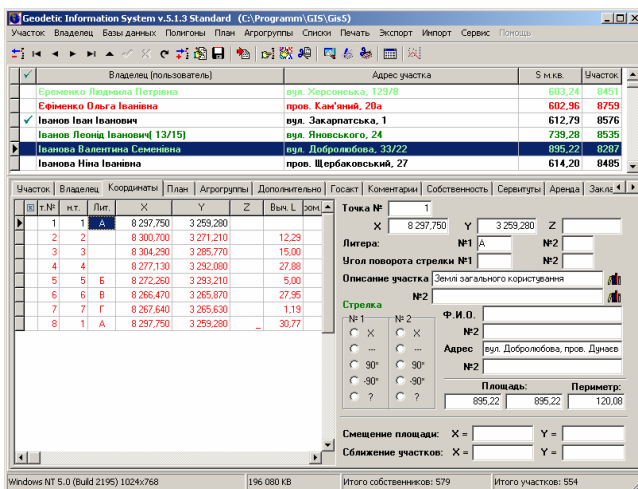 Geodetic Information System v.5.1.3 Standard (C:\Programm\GIS\Gis5)
Участок Владелец Базы данных Полигоны План Агрогруппы Списки Печать Экспорт Импорт Сервис Помощь
Владелец (пользователь) Адрес участка S м.кв. Участок
Еременко Людмила Петрівна вул. Херсонська, 129/8 603,24 8451
Єфіменко Ольга Іванівна пров. Кам'яний, 20а 602,96 8759
Іванов Іван Іванович вул. Закарпатська, 1 612,79 8576
Іванов Леонід Іванович( 13/15) вул. Яновського, 24 739,28 8535
Іванова Валентина Семенівна вул. Добролюбова, 33/22 895,22 8287
Іванова Ніна Іванівна пров. Щербаковський, 27 614,20 8485
Участок Владелец Координаты План Агрогруппы Дополнительно Госакт Коментарии Собственность Сервитуты Аренда Закла
т.№ н.т. Лит. X Y Z Выч. L ром.
1 1 А 8 297,750 3 259,280
2 2 8 300,700 3 271,210 12,29
3 3 8 304,290 3 285,770 15,00
4 4 8 277,130 3 292,080 27,88
5 5 Б 8 272,260 3 293,210 5,00
6 6 В 8 266,470 3 265,870 27,95
7 7 Г 8 267,640 3 265,630 1,19
8 1 А 8 297,750 3 259,280 _ 30,77
Точка № 1
X 8 297,750 Y 3 259,280 Z
Литера: №1 А №2
Угол поворота стрелки №1 №2
Описание участка Землі загального користування
№2
Стрелка
№ 1 № 2
X X
--- ---
90° 90°
-90° -90°
? ?
Ф.И.О.
№2
Адрес вул. Добролюбова, пров. Дунаєв
№2
Площадь: Периметр:
895,22 895,22 120,08
Смещение площади: X = Y =
Сближение участков: X = Y =
Windows NT 5.0 (Build 2195) 1024x768 196 080 KB Итого собственников: 579 Итого участков: 554